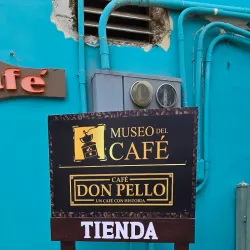 afé
MUSEO DEL
CAFÉ
CAFE
DON PELLO
UN CAFÉ CON HISTORIA
TIENDA